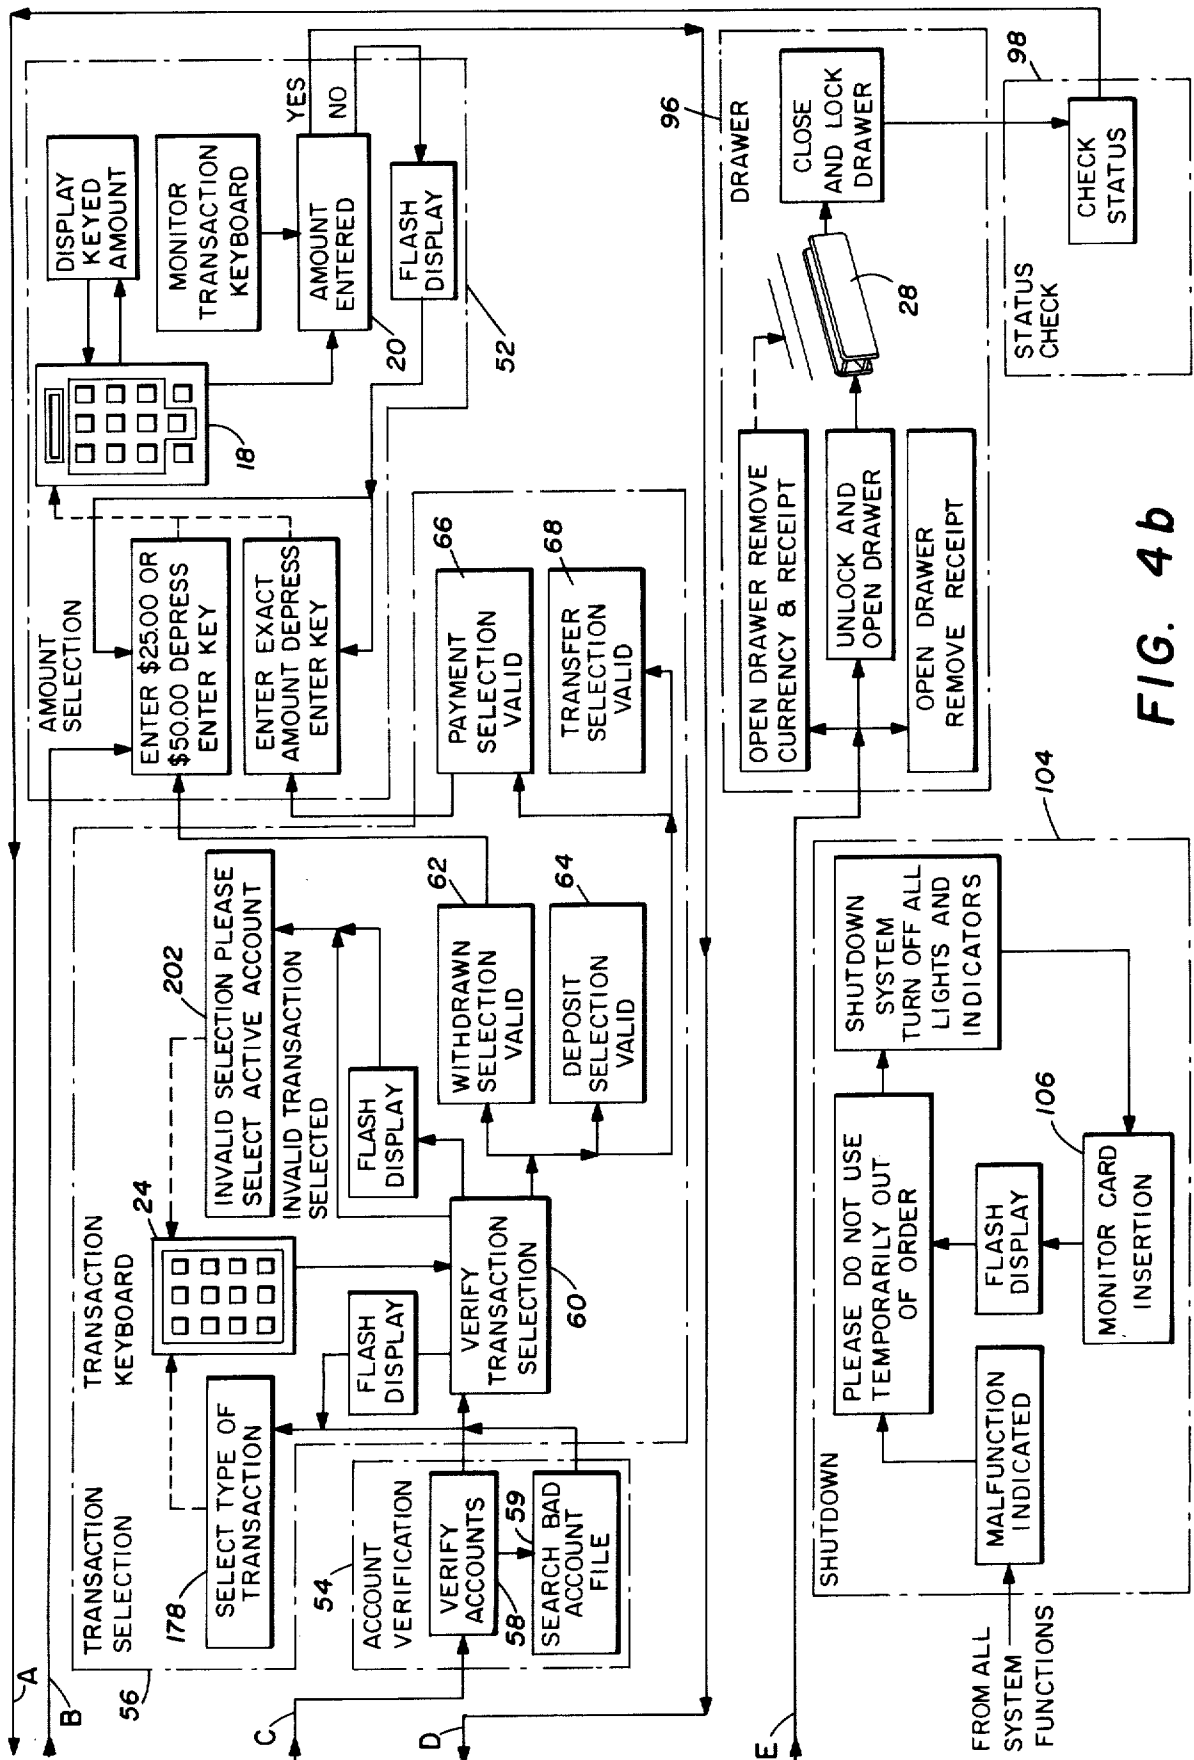 A
B
56
TRANSACTION
SELECTION
178
SELECT TYPE OF
TRANSACTION
TRANSACTION
KEYBOARD
24
202
INVALID SELECTION PLEASE
SELECT ACTIVE ACCOUNT
INVALID TRANSACTION
SELECTED
FLASH
DISPLAY
FLASH
DISPLAY
VERIFY
TRANSACTION
SELECTION
60
C
54
ACCOUNT
VERIFICATION
VERIFY
ACCOUNTS
58
59
SEARCH BAD
ACCOUNT
FILE
D
62
WITHDRAWN
SELECTION
VALID
64
DEPOSIT
SELECTION
VALID
66
PAYMENT
SELECTION
VALID
68
TRANSFER
SELECTION
VALID
AMOUNT
SELECTION
ENTER $25.00 OR
$50.00 DEPRESS
ENTER KEY
ENTER EXACT
AMOUNT DEPRESS
ENTER KEY
18
DISPLAY
KEYED
AMOUNT
MONITOR
TRANSACTION
KEYBOARD
AMOUNT
ENTERED
20
YES
NO
FLASH
DISPLAY
52
E
SHUTDOWN
104
PLEASE DO NOT USE
TEMPORARILY OUT
OF ORDER
SHUTDOWN
SYSTEM
TURN OFF ALL
LIGHTS AND
INDICATORS
MALFUNCTION
INDICATED
FLASH
DISPLAY
106
MONITOR CARD
INSERTION
FROM ALL
SYSTEM
FUNCTIONS
96
DRAWER
OPEN DRAWER REMOVE
CURRENCY & RECEIPT
UNLOCK AND
OPEN DRAWER
OPEN DRAWER
REMOVE RECEIPT
28
CLOSE
AND LOCK
DRAWER
98
STATUS
CHECK
CHECK
STATUS
FIG. 4b